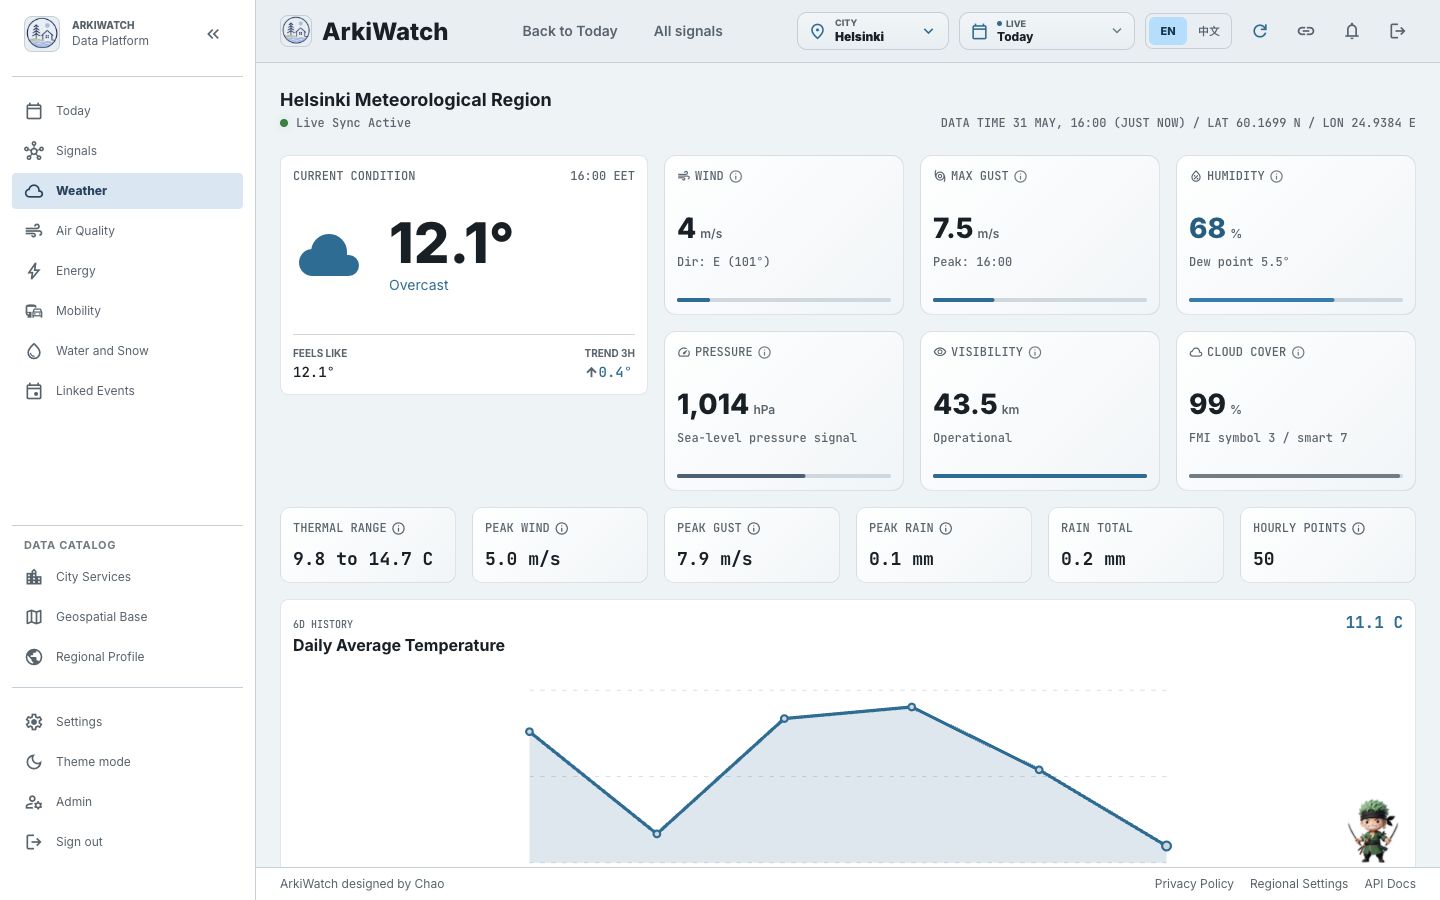 ARKIWATCH
Data Platform
Today
Signals
Weather
Air Quality
Energy
Mobility
Water and Snow
Linked Events
DATA CATALOG
City Services
Geospatial Base
Regional Profile
Settings
Theme mode
Admin
Sign out
ArkiWatch
Back to Today
All signals
CITY
Helsinki
LIVE
Today
EN 中文
Helsinki Meteorological Region
Live Sync Active
DATA TIME 31 MAY, 16:00 (JUST NOW) / LAT 60.1699 N / LON 24.9384 E
CURRENT CONDITION 16:00 EET
12.1°
Overcast
FEELS LIKE
12.1°
TREND 3H
↑0.4°
WIND
4 m/s
Dir: E (101°)
MAX GUST
7.5 m/s
Peak: 16:00
HUMIDITY
68 %
Dew point 5.5°
PRESSURE
1,014 hPa
Sea-level pressure signal
VISIBILITY
43.5 km
Operational
CLOUD COVER
99 %
FMI symbol 3 / smart 7
THERMAL RANGE
9.8 to 14.7 C
PEAK WIND
5.0 m/s
PEAK GUST
7.9 m/s
PEAK RAIN
0.1 mm
RAIN TOTAL
0.2 mm
HOURLY POINTS
50
6D HISTORY
Daily Average Temperature
11.1 C
ArkiWatch designed by Chao
Privacy Policy
Regional Settings
API Docs